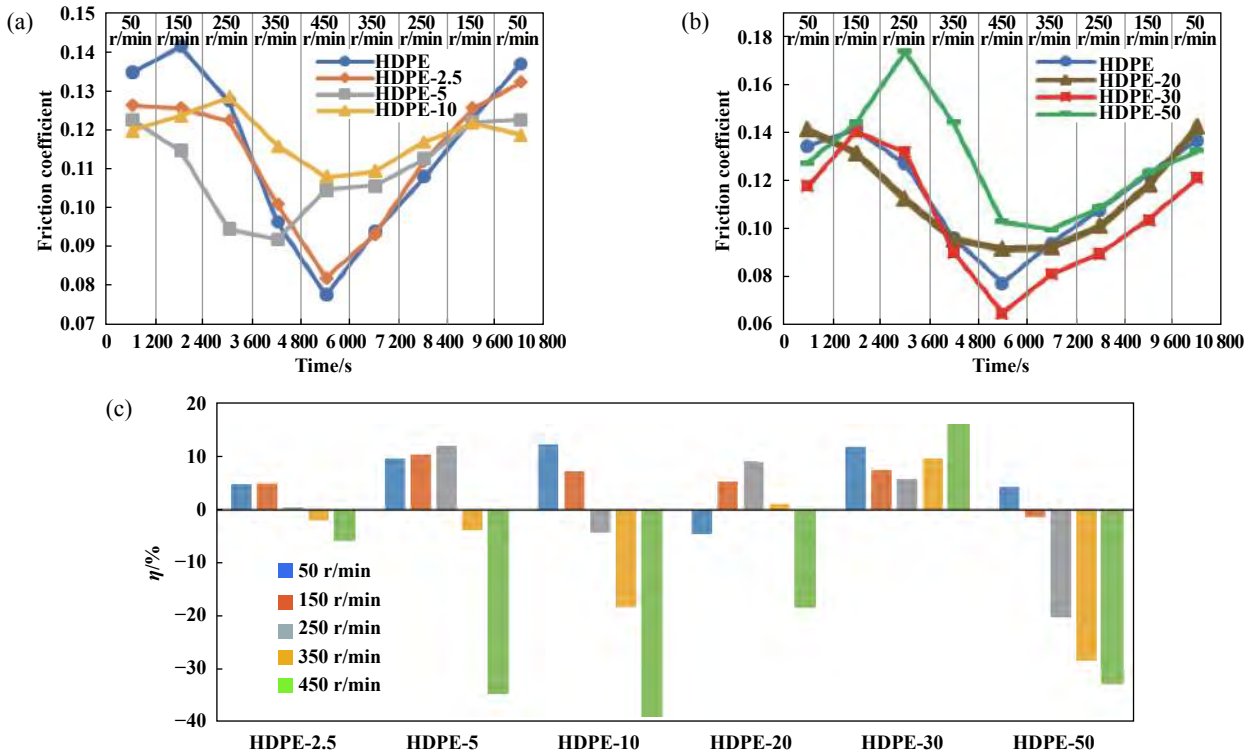 (a)
50 150 250 350 450 350 250 150 50
r/min r/min r/min r/min r/min r/min r/min r/min r/min
0.15
0.14
0.13
0.12
0.11
0.10
0.09
0.08
0.07
Friction coefficient
HDPE
HDPE-2.5
HDPE-5
HDPE-10
0 1 200 2 400 3 600 4 800 6 000 7 200 8 400 9 600 10 800
Time/s
(b)
50 150 250 350 450 350 250 150 50
r/min r/min r/min r/min r/min r/min r/min r/min r/min
0.18
0.16
0.14
0.12
0.10
0.08
0.06
Friction coefficient
HDPE
HDPE-20
HDPE-30
HDPE-50
0 1 200 2 400 3 600 4 800 6 000 7 200 8 400 9 600 10 800
Time/s
(c)
20
10
0
−10
−20
−30
−40
η/%
50 r/min
150 r/min
250 r/min
350 r/min
450 r/min
HDPE-2.5 HDPE-5 HDPE-10 HDPE-20 HDPE-30 HDPE-50